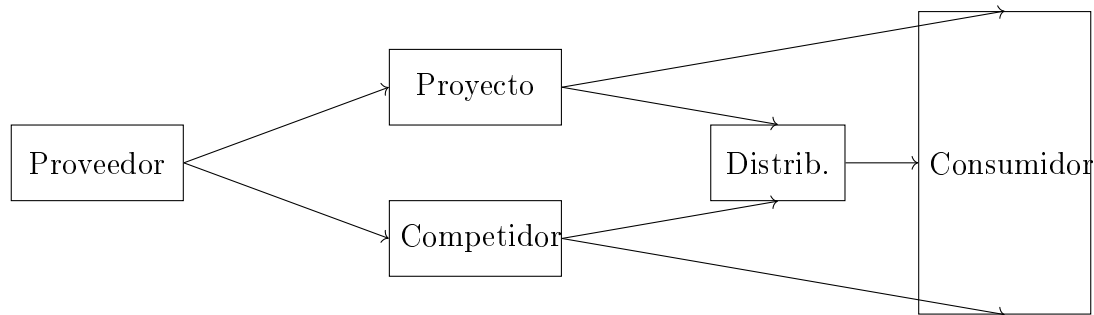 Proyecto
Proveedor
Distrib.
Consumidor
Competidor